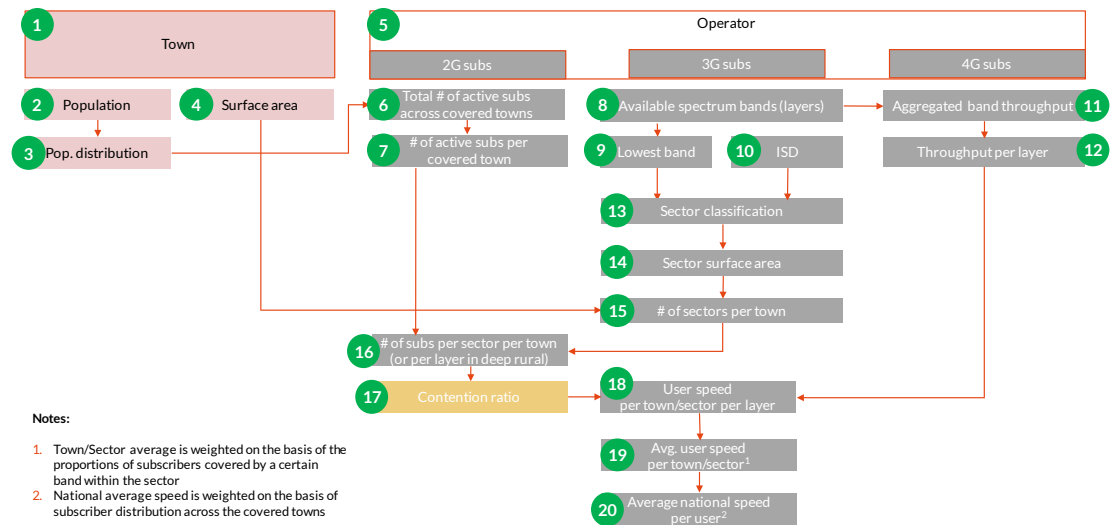 1
Town
5
Operator
2G subs
3G subs
4G subs
2
Population
4
Surface area
6
Total # of active subs
across covered towns
8
Available spectrum bands (layers)
Aggregated band throughput
11
3
Pop. distribution
7
# of active subs per
covered town
9
Lowest band
10
ISD
Throughput per layer
12
13
Sector classification
14
Sector surface area
15
# of sectors per town
16
# of subs per sector per town
(or per layer in deep rural)
17
Contention ratio
18
User speed
per town/sector per layer
19
Avg. user speed
per town/sector1
20
Average national speed
per user2
Notes:
1. Town/Sector average is weighted on the basis of the
proportions of subscribers covered by a certain
band within the sector
2. National average speed is weighted on the basis of
subscriber distribution across the covered towns